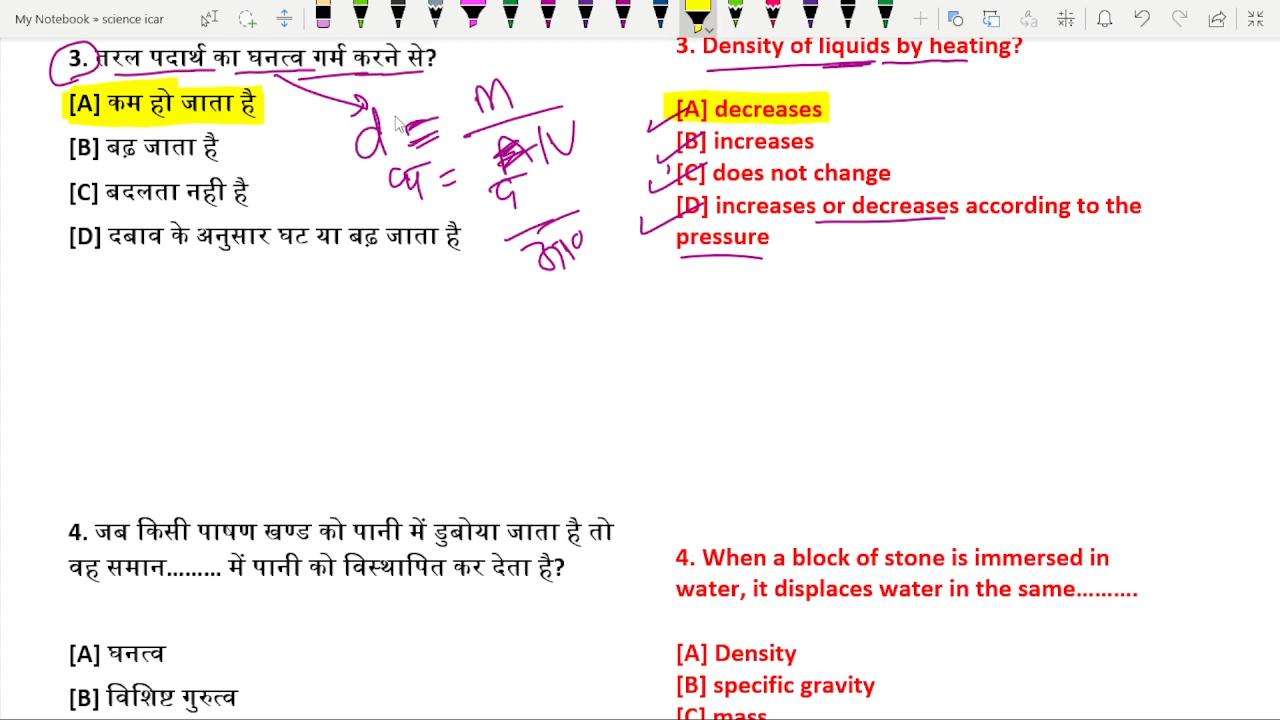 My Notebook » science icar
3. तरल पदार्थ का घनत्व गर्म करने से?
[A] कम हो जाता है
[B] बढ़ जाता है
[C] बदलता नही है
[D] दबाव के अनुसार घट या बढ़ जाता है
d = M
V
घ =
3. Density of liquids by heating?
[A] decreases
[B] increases
[C] does not change
[D] increases or decreases according to the
pressure
4. जब किसी पाषण खण्ड को पानी में डुबोया जाता है तो
वह समान......... में पानी को विस्थापित कर देता है?
[A] घनत्व
[B] विशिष्ट गुरुत्व
4. When a block of stone is immersed in
water, it displaces water in the same..........
[A] Density
[B] specific gravity
[C] mass